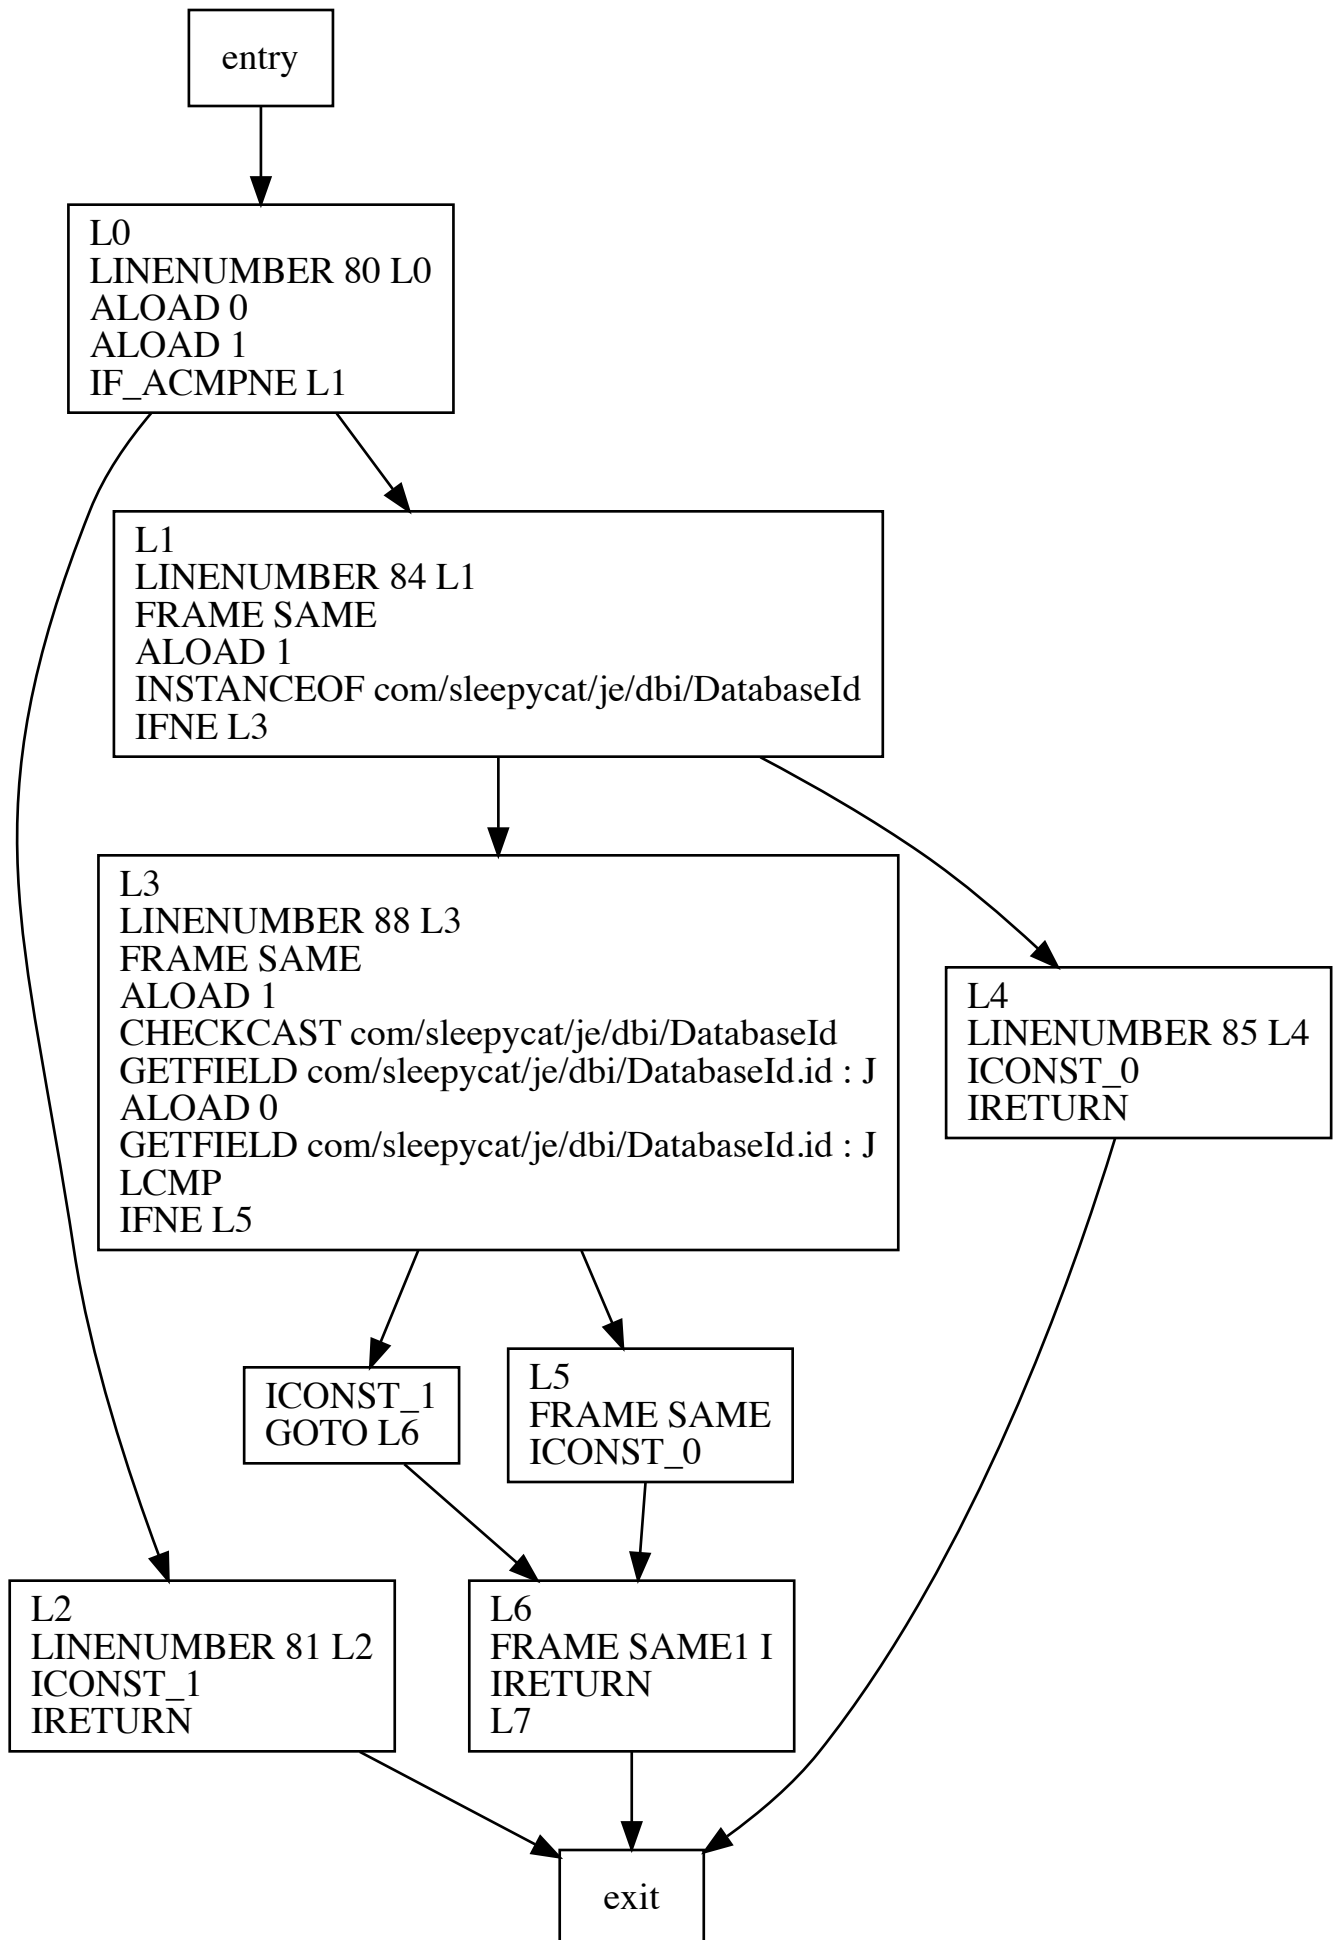 entry
L0
LINENUMBER 80 L0
ALOAD 0
ALOAD 1
IF_ACMPNE L1
L1
LINENUMBER 84 L1
FRAME SAME
ALOAD 1
INSTANCEOF com/sleepycat/je/dbi/DatabaseId
IFNE L3
L3
LINENUMBER 88 L3
FRAME SAME
ALOAD 1
CHECKCAST com/sleepycat/je/dbi/DatabaseId
GETFIELD com/sleepycat/je/dbi/DatabaseId.id : J
ALOAD 0
GETFIELD com/sleepycat/je/dbi/DatabaseId.id : J
LCMP
IFNE L5
L4
LINENUMBER 85 L4
ICONST_0
IRETURN
ICONST_1
GOTO L6
L5
FRAME SAME
ICONST_0
L2
LINENUMBER 81 L2
ICONST_1
IRETURN
L6
FRAME SAME1 I
IRETURN
L7
exit